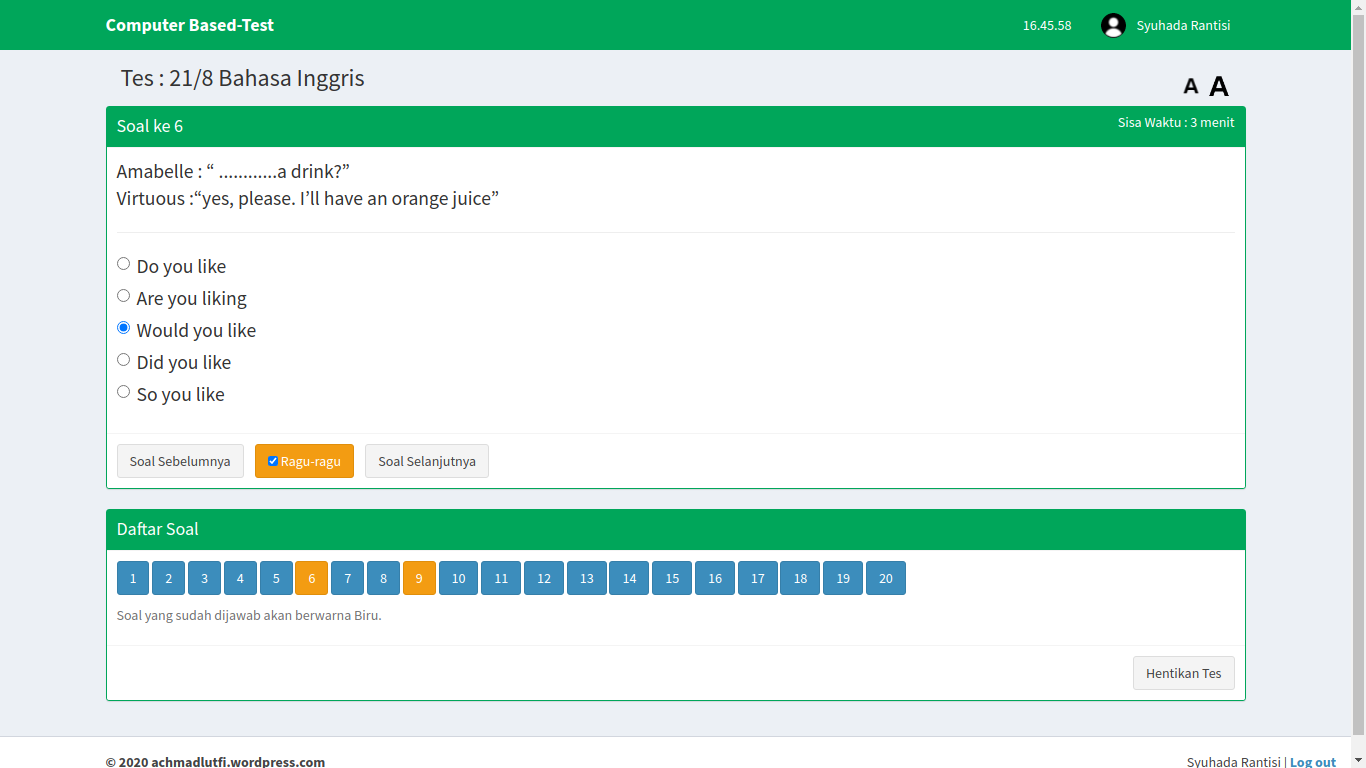 Computer Based-Test 16.45.58 Syuhada Rantisi
Tes : 21/8 Bahasa Inggris A A
Soal ke 6 Sisa Waktu : 3 menit
Amabelle : “ ............a drink?”
Virtuous :“yes, please. I’ll have an orange juice”
Do you like
Are you liking
Would you like
Did you like
So you like
Soal Sebelumnya Ragu-ragu Soal Selanjutnya
Daftar Soal
1 2 3 4 5 6 7 8 9 10 11 12 13 14 15 16 17 18 19 20
Soal yang sudah dijawab akan berwarna Biru.
Hentikan Tes
© 2020 achmadlutfi.wordpress.com Syuhada Rantisi | Log out